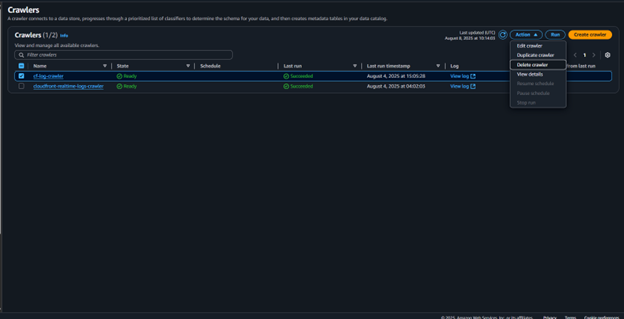 Crawlers
A crawler connects to a data store, progresses through a prioritized list of classifiers to determine the schema for your data, and then creates metadata tables in your data catalog.
Crawlers (1/2) Info
View and manage all available crawlers.
Last updated (UTC)
August 6, 2025 at 10:14:03
Action
Run
Create crawler
Filter crawlers
1
Edit crawler
Duplicate crawler
Delete crawler
View details
Resume schedule
Pause schedule
Stop run
Name State Schedule Last run Last run timestamp Log from last run
cf-log-crawler Ready Succeeded August 4, 2025 at 15:05:28 View log
cloudfront-realtime-logs-crawler Ready Succeeded August 4, 2025 at 04:02:03 View log
© 2025, Amazon Web Services, Inc. or its affiliates. Privacy Terms Cookie preferences